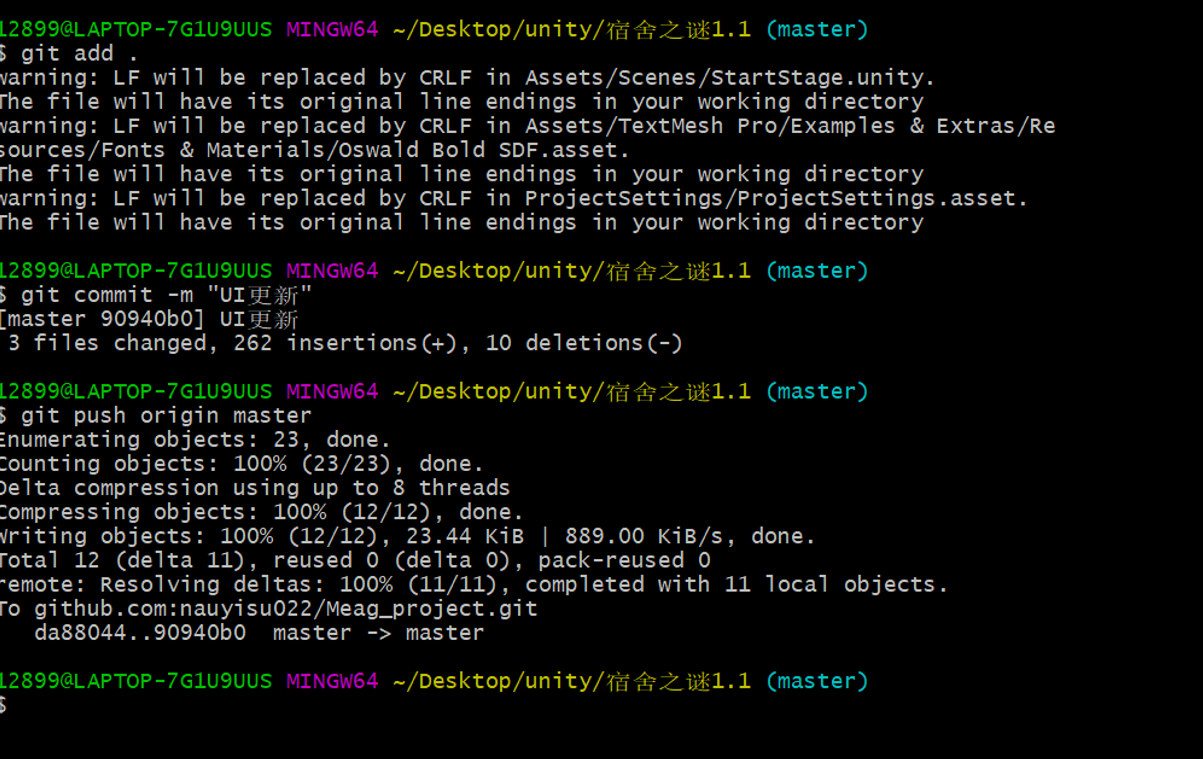 12899@LAPTOP-7G1U9UUS MINGW64 ~/Desktop/unity/宿舍之谜1.1 (master)
$ git add .
warning: LF will be replaced by CRLF in Assets/Scenes/StartStage.unity.
The file will have its original line endings in your working directory
warning: LF will be replaced by CRLF in Assets/TextMesh Pro/Examples & Extras/Re
sources/Fonts & Materials/Oswald Bold SDF.asset.
The file will have its original line endings in your working directory
warning: LF will be replaced by CRLF in ProjectSettings/ProjectSettings.asset.
The file will have its original line endings in your working directory
12899@LAPTOP-7G1U9UUS MINGW64 ~/Desktop/unity/宿舍之谜1.1 (master)
$ git commit -m "UI更新"
[master 90940b0] UI更新
3 files changed, 262 insertions(+), 10 deletions(-)
12899@LAPTOP-7G1U9UUS MINGW64 ~/Desktop/unity/宿舍之谜1.1 (master)
$ git push origin master
Enumerating objects: 23, done.
Counting objects: 100% (23/23), done.
Delta compression using up to 8 threads
Compressing objects: 100% (12/12), done.
Writing objects: 100% (12/12), 23.44 KiB | 889.00 KiB/s, done.
Total 12 (delta 11), reused 0 (delta 0), pack-reused 0
remote: Resolving deltas: 100% (11/11), completed with 11 local objects.
To github.com:nauyisu022/Meag_project.git
da88044..90940b0  master -> master
12899@LAPTOP-7G1U9UUS MINGW64 ~/Desktop/unity/宿舍之谜1.1 (master)
$